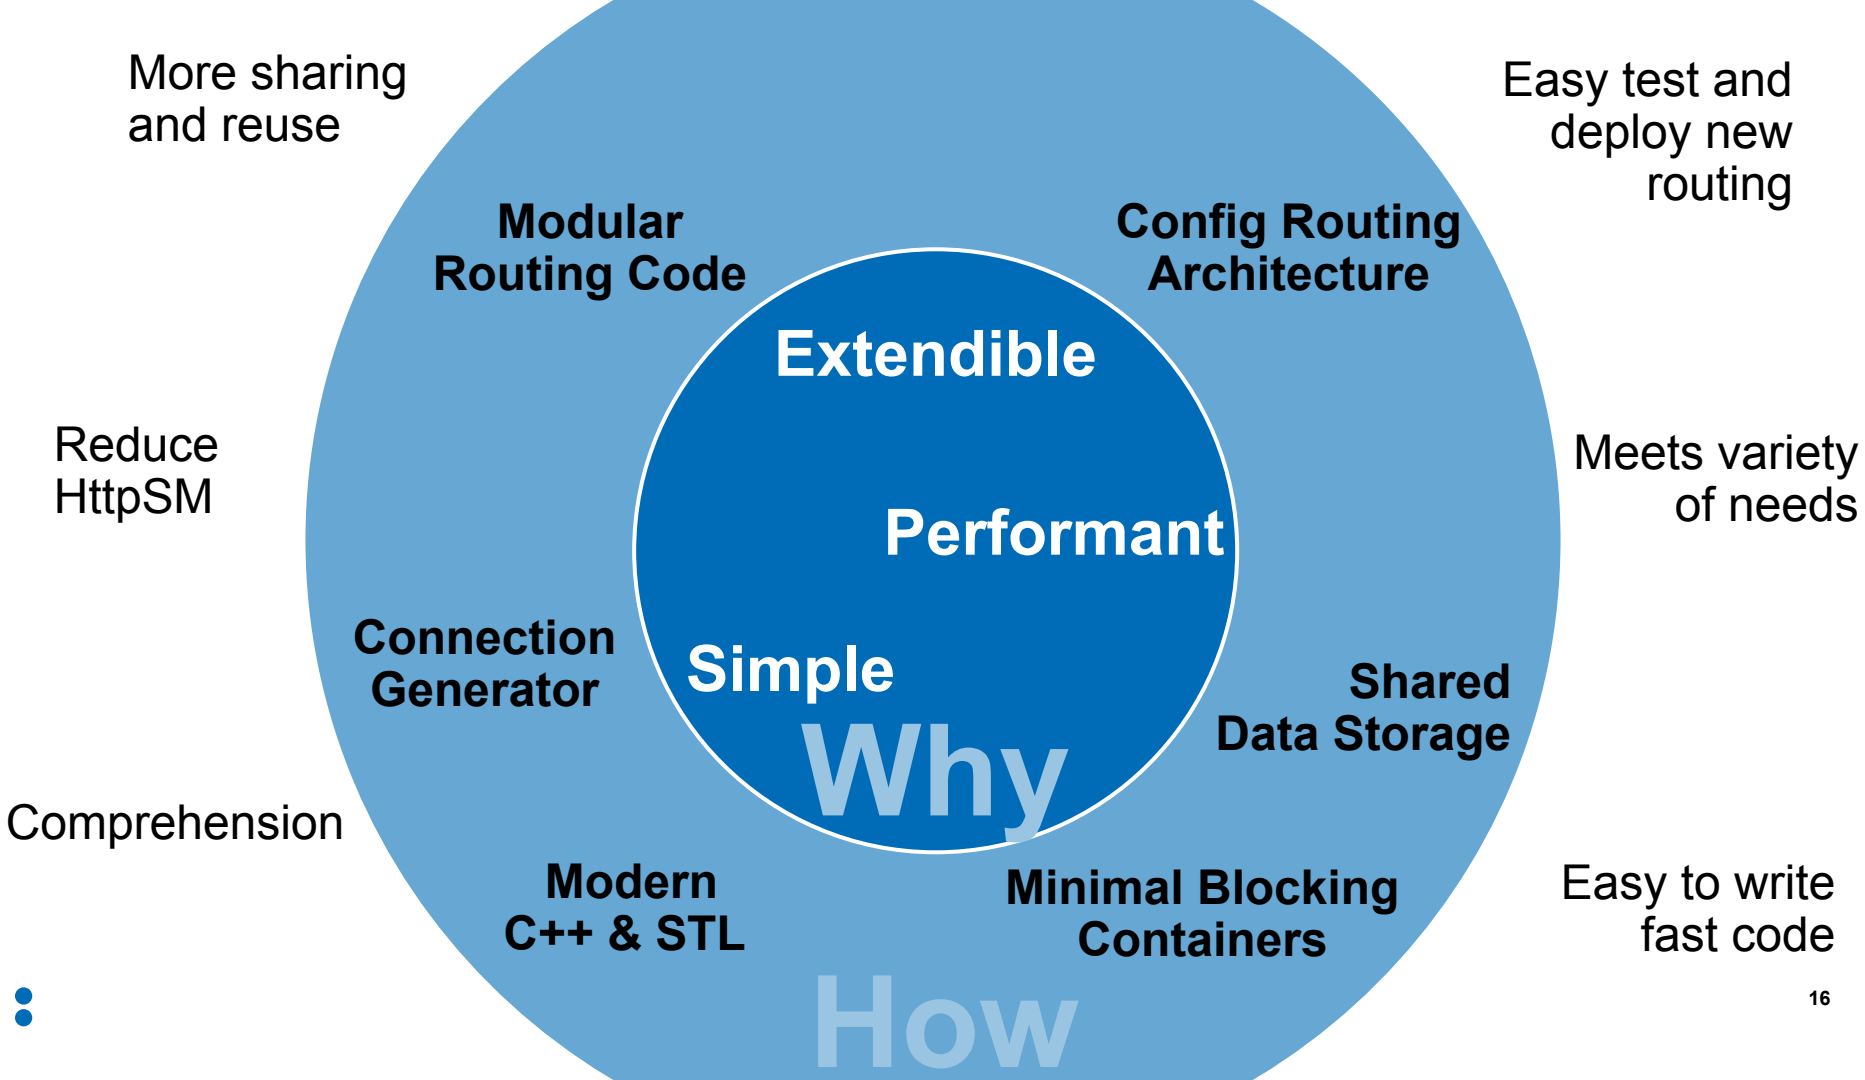 More sharing
and reuse
Easy test and
deploy new
routing
Modular
Routing Code
Config Routing
Architecture
Extendible
Reduce
HttpSM
Meets variety
of needs
Performant
Connection
Generator
Simple
Shared
Data Storage
Why
Comprehension
Modern
C++ & STL
Minimal Blocking
Containers
Easy to write
fast code
How
16